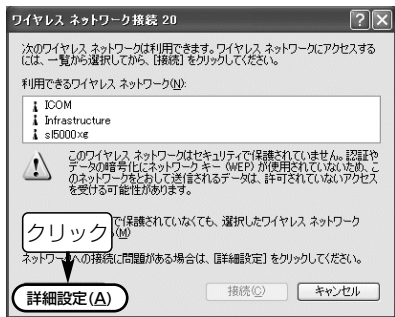 ワイヤレス ネットワーク接続 20
次のワイヤレス ネットワークは利用できます。ワイヤレス ネットワークにアクセスする
には、一覧から選択してから、[接続] をクリックしてください。
利用できるワイヤレス ネットワーク(N):
ICOM
Infrastructure
sl5000xg
このワイヤレス ネットワークはセキュリティで保護されていません。認証や
データの暗号化にネットワーク キー (WEP) が使用されていないため、こ
のネットワークをとおして送信されるデータは、許可されていないアクセス
を受ける可能性があります。
で保護されていなくても、選択したワイヤレス ネットワーク
(M)
クリック
ネットワークへの接続に問題がある場合は、[詳細設定] をクリックしてください。
詳細設定(A)
接続(C)
キャンセル